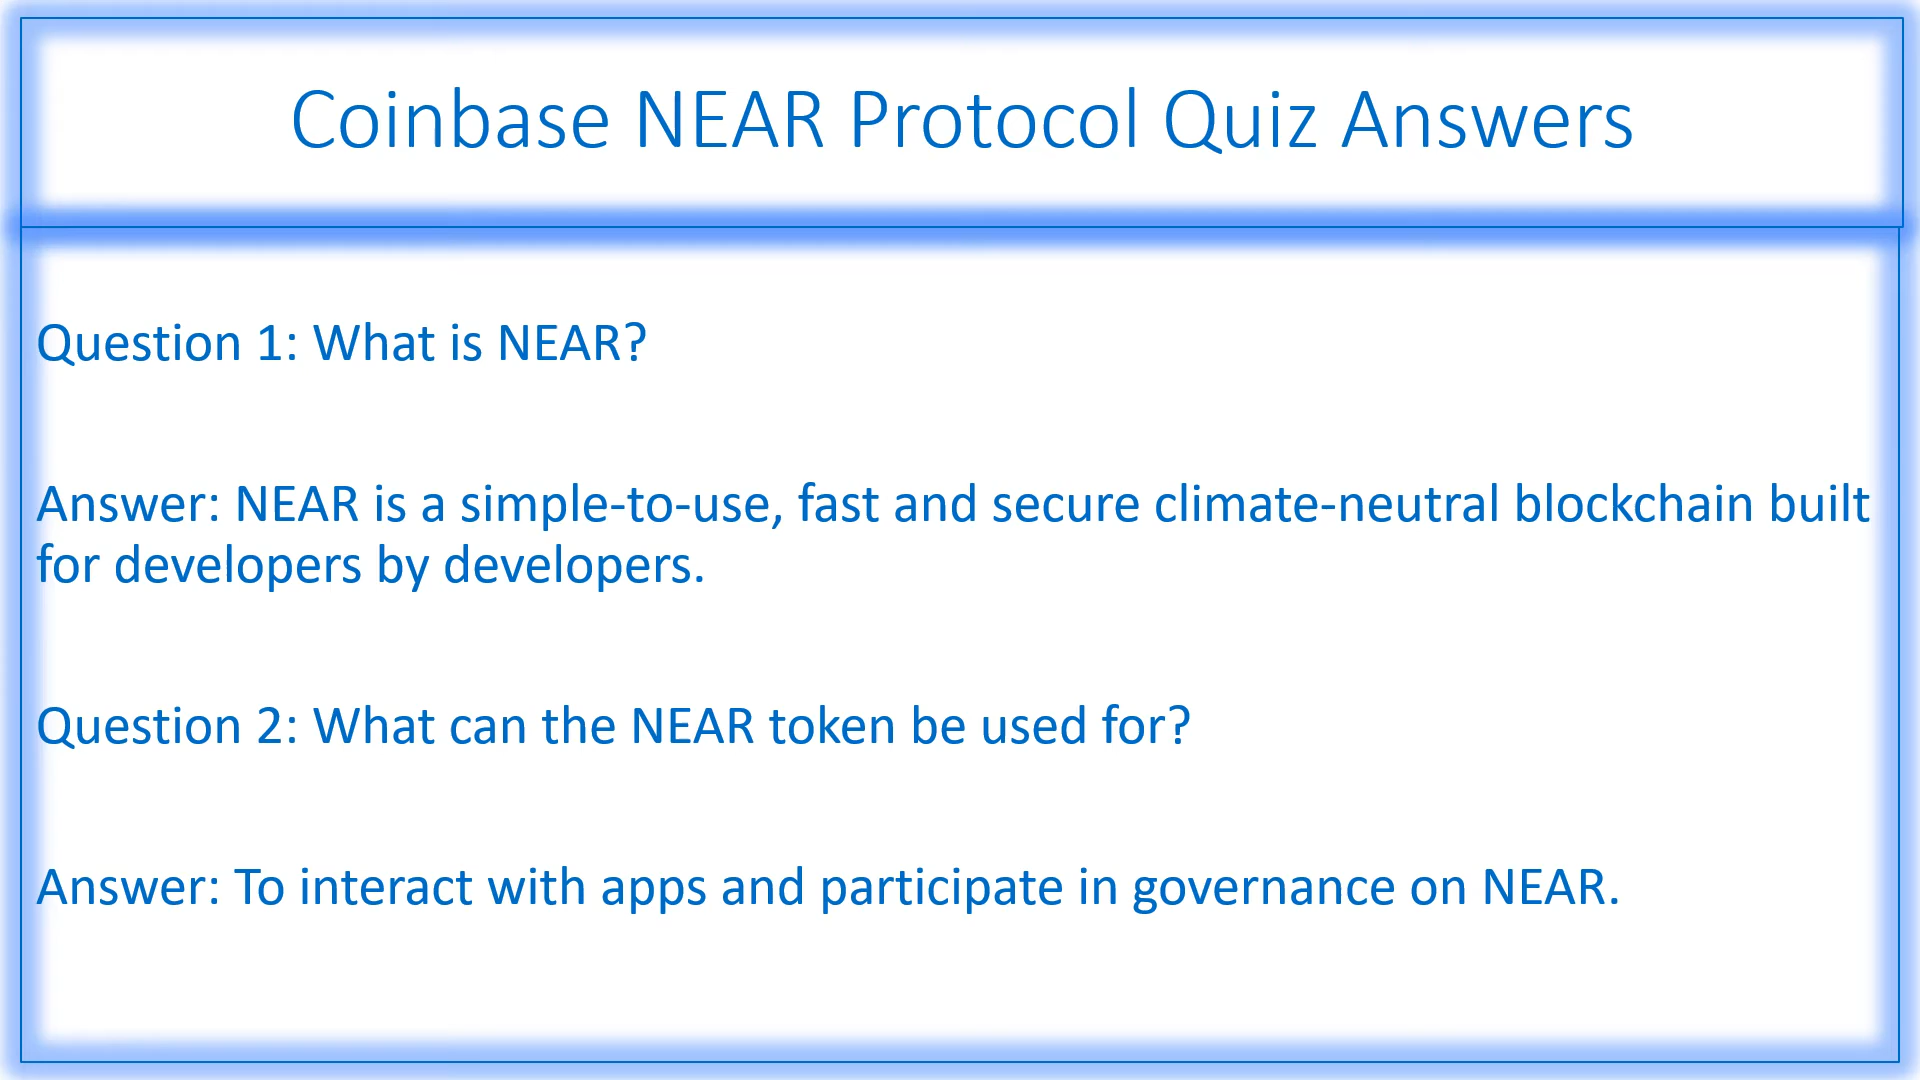 Coinbase NEAR Protocol Quiz Answers
Question 1: What is NEAR?
Answer: NEAR is a simple-to-use, fast and secure climate-neutral blockchain built
for developers by developers.
Question 2: What can the NEAR token be used for?
Answer: To interact with apps and participate in governance on NEAR.